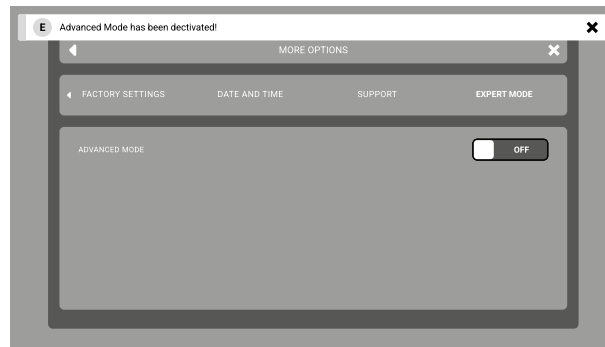 E Advanced Mode has been dectivated!
MORE OPTIONS
FACTORY SETTINGS DATE AND TIME SUPPORT EXPERT MODE
ADVANCED MODE OFF